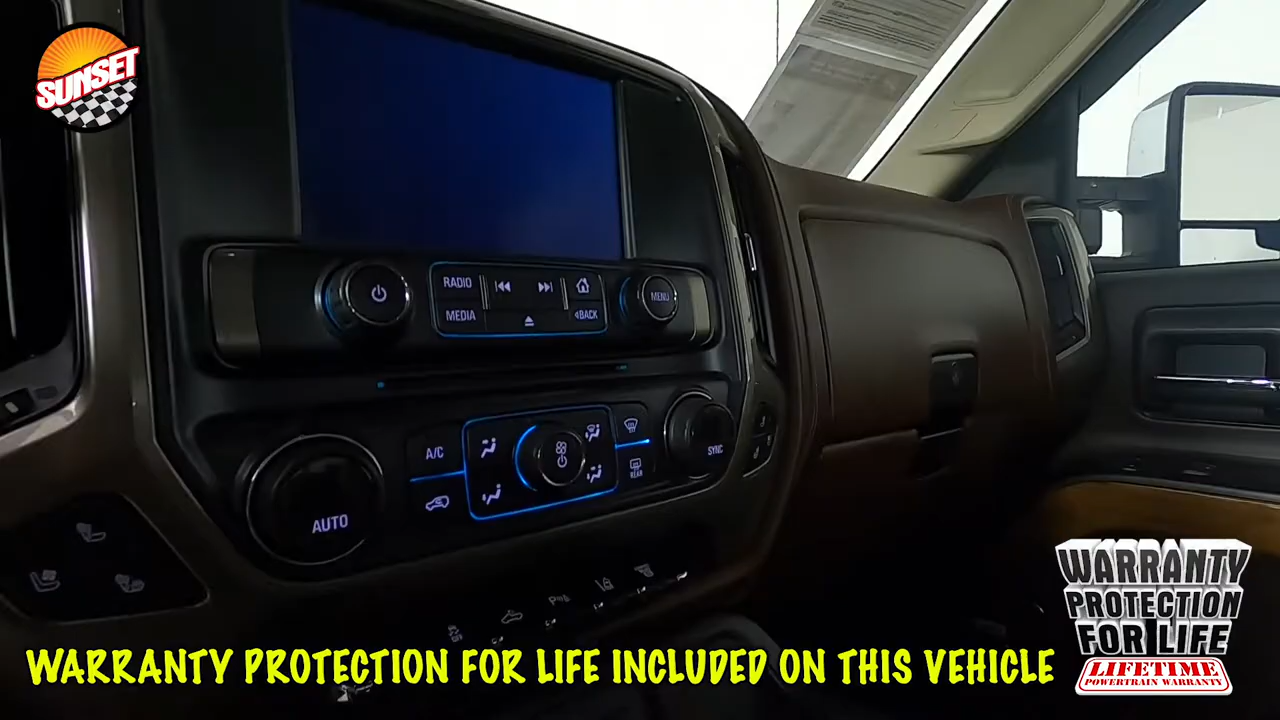 SUNSET
RADIO
MEDIA
BACK
MENU
A/C
AUTO
SYNC
REAR
WARRANTY
PROTECTION
FOR LIFE
LIFETIME
POWERTRAIN WARRANTY
WARRANTY PROTECTION FOR LIFE INCLUDED ON THIS VEHICLE